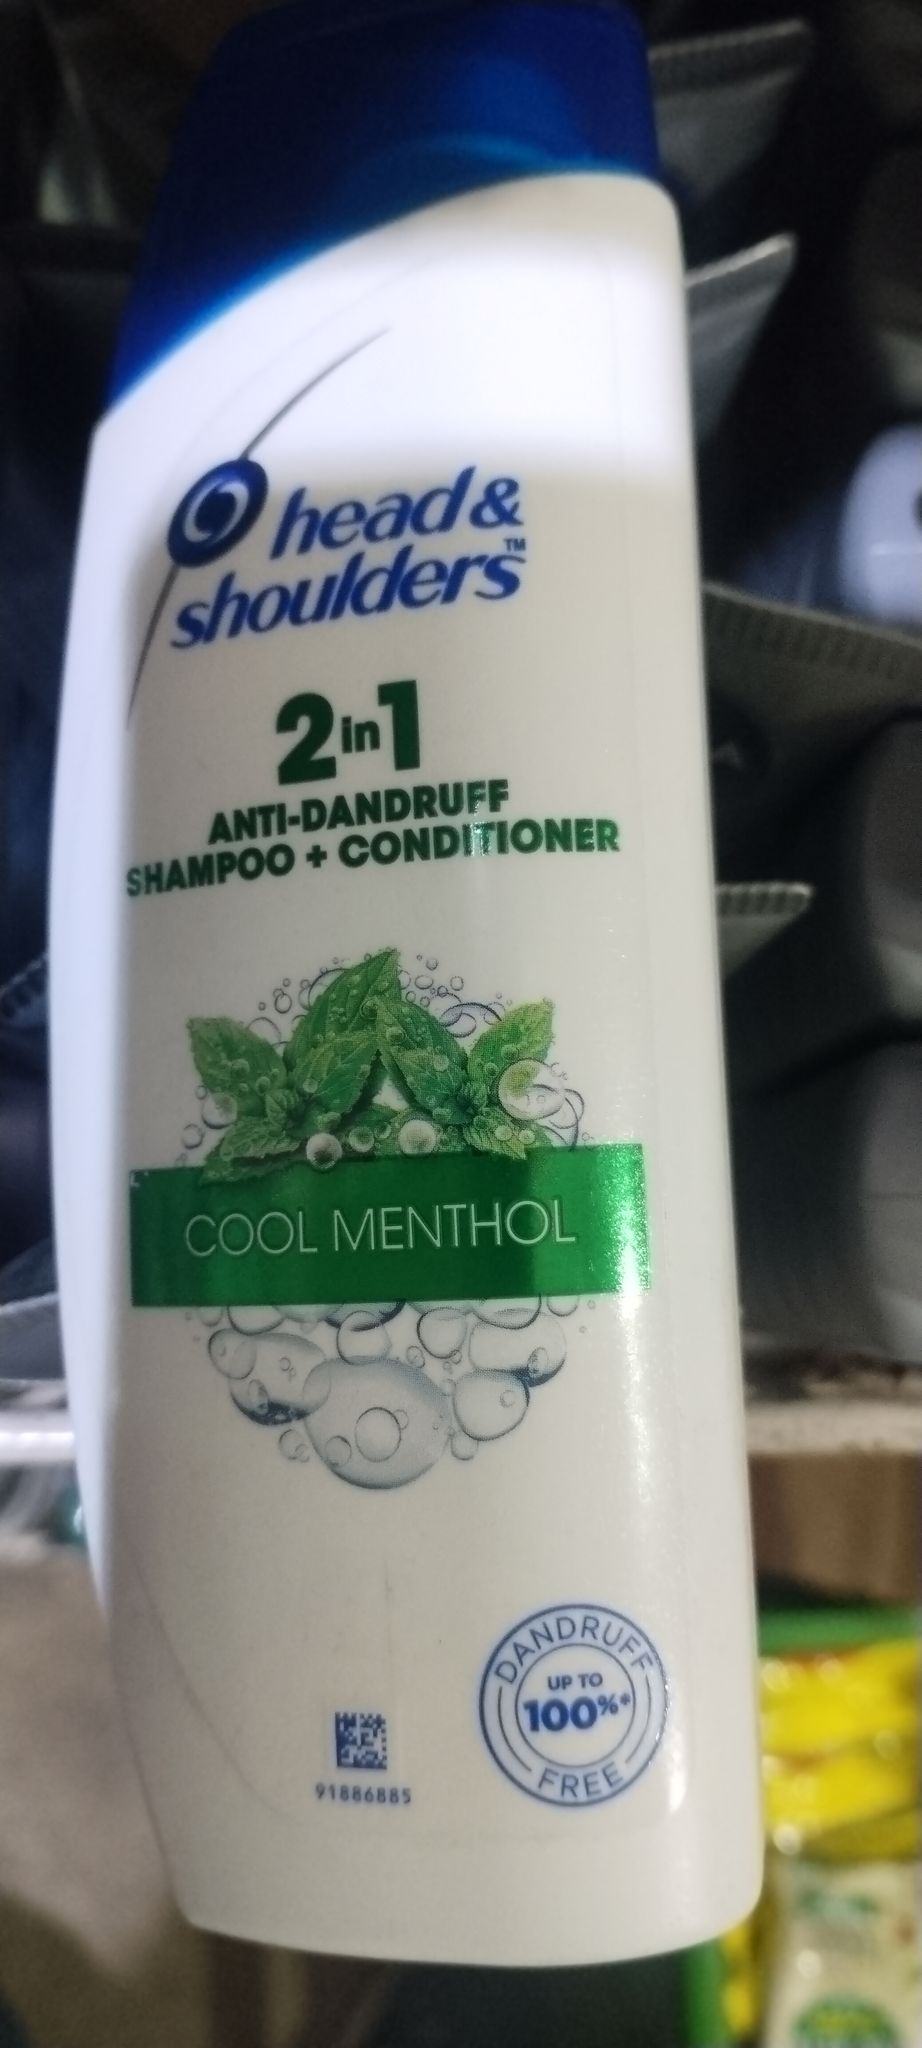 head &
shoulders™
2in1
ANTI-DANDRUFF
SHAMPOO + CONDITIONER
COOL MENTHOL
DANDRUFF
UP TO
100%*
FREE
91886885